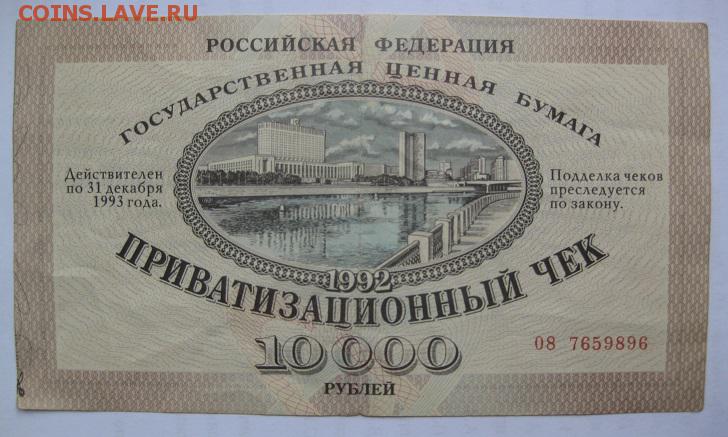 COINS.LAVE.RU
РОССИЙСКАЯ ФЕДЕРАЦИЯ
ГОСУДАРСТВЕННАЯ ЦЕННАЯ БУМАГА
Действителен
по 31 декабря
1993 года.
Подделка чеков
преследуется
по закону.
1992
ПРИВАТИЗАЦИОННЫЙ ЧЕК
10 000
08 7659896
РУБЛЕЙ